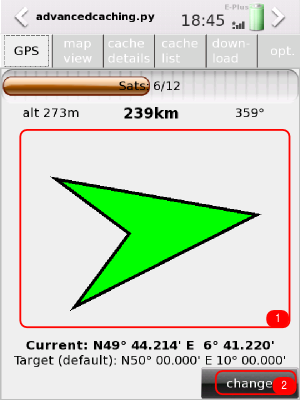 advancedcaching.py
E-Plus
18:45
GPS
map view
cache details
cache list
down-load
opt.
Sats: 6/12
alt 273m
239km
359°
1
Current: N49° 44.214' E 6° 41.220'
Target (default): N50° 00.000' E 10° 00.000'
change
2